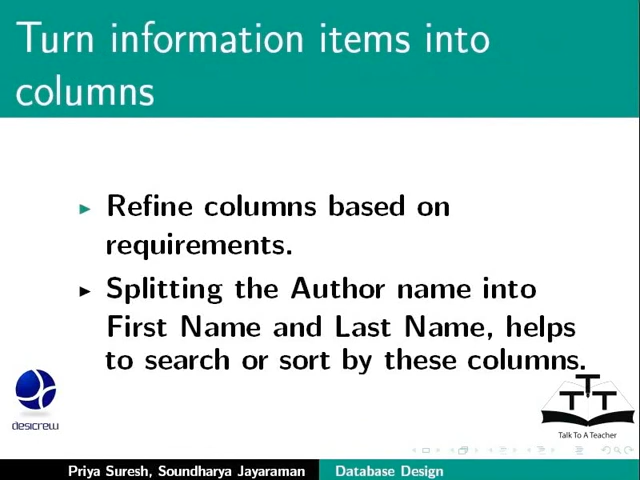 Turn information items into
columns
Refine columns based on
requirements.
Splitting the Author name into
First Name and Last Name, helps
to search or sort by these columns.
desicrew
TTT
Talk To A Teacher
Priya Suresh, Soundharya Jayaraman
Database Design